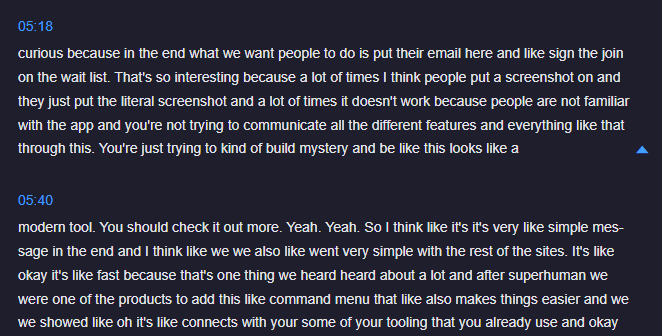 05:18
curious because in the end what we want people to do is put their email here and like sign the join
on the wait list. That's so interesting because a lot of times I think people put a screenshot on and
they just put the literal screenshot and a lot of times it doesn't work because people are not familiar
with the app and you're not trying to communicate all the different features and everything like that
through this. You're just trying to kind of build mystery and be like this looks like a
05:40
modern tool. You should check it out more. Yeah. Yeah. So I think like it's it's very like simple mes-
sage in the end and I think like we we also like went very simple with the rest of the sites. It's like
okay it's like fast because that's one thing we heard heard about a lot and after superhuman we
were one of the products to add this like command menu that like also makes things easier and we
we showed like oh it's like connects with your some of your tooling that you already use and okay